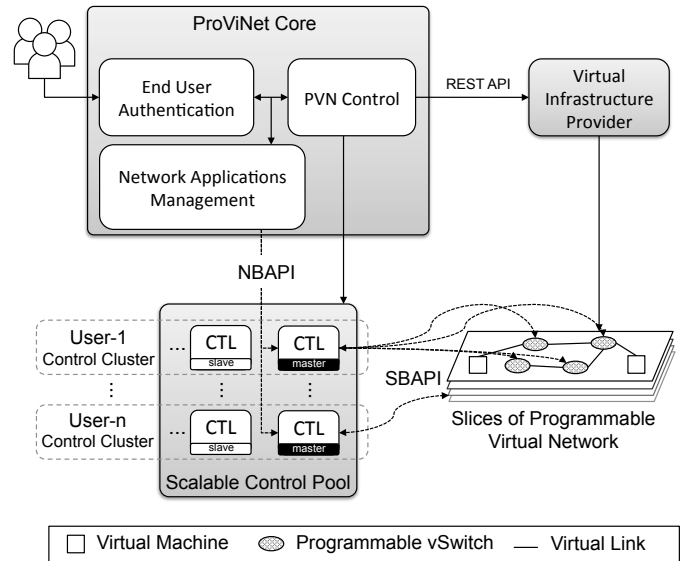 ProViNet Core
End User
Authentication
PVN Control
REST API
Virtual
Infrastructure
Provider
Network Applications
Management
NBAPI
User-1
Control Cluster
...
CTL
slave
CTL
master
SBAPI
User-n
Control Cluster
...
CTL
slave
CTL
master
Scalable Control Pool
Slices of Programmable
Virtual Network
Virtual Machine
Programmable vSwitch
Virtual Link